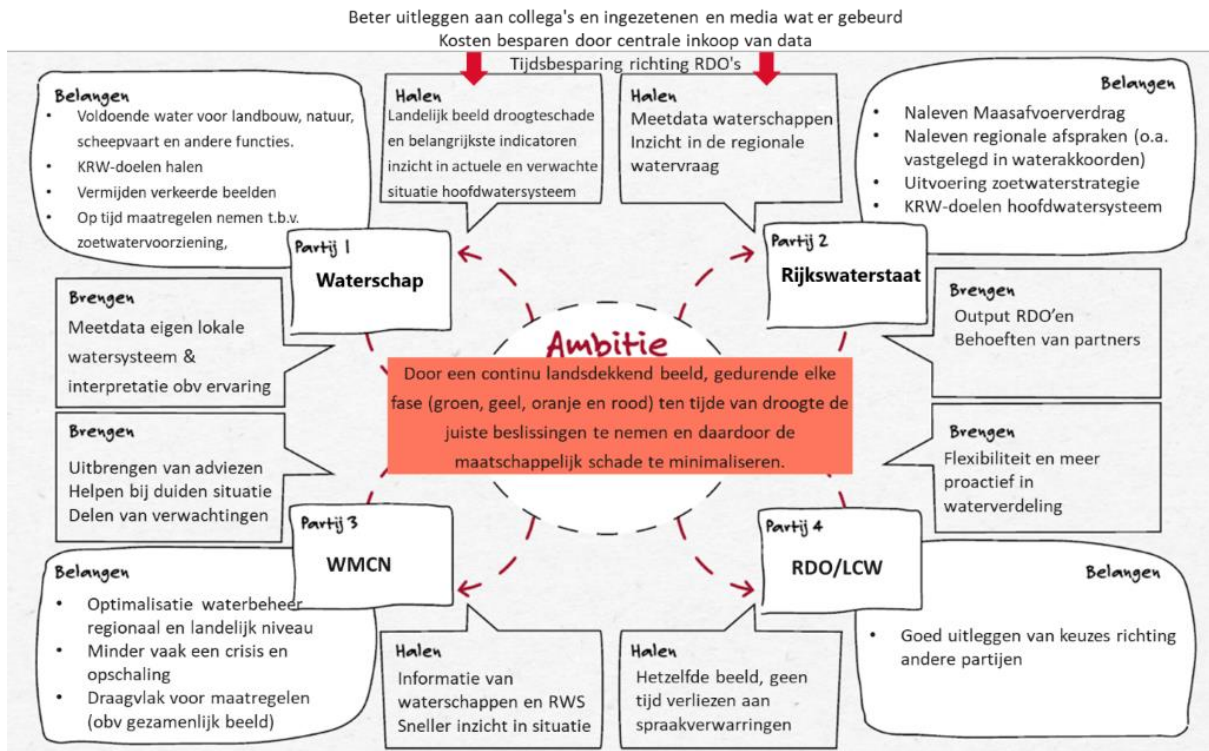 Beter uitleggen aan collega's en ingezetenen en media wat er gebeurd
Kosten besparen door centrale inkoop van data
Tijdsbesparing richting RDO's
Belangen
• Voldoende water voor landbouw, natuur,
scheepvaart en andere functies.
• KRW-doelen halen
• Vermijden verkeerde beelden
• Op tijd maatregelen nemen t.b.v.
zoetwatervoorziening,
Halen
Landelijk beeld droogteschade
en belangrijkste indicatoren
inzicht in actuele en verwachte
situatie hoofdwatersysteem
Halen
Meetdata waterschappen
Inzicht in de regionale
watervraag
Belangen
• Naleven Maasafvoerverdrag
• Naleven regionale afspraken (o.a.
vastgelegd in waterakkoorden)
• Uitvoering zoetwaterstrategie
• KRW-doelen hoofdwatersysteem
Partij 1
Waterschap
Partij 2
Rijkswaterstaat
Brengen
Meetdata eigen lokale
watersysteem &
interpretatie obv ervaring
Brengen
Output RDO'en
Behoeften van partners
Ambitie
Door een continu landsdekkend beeld, gedurende elke
fase (groen, geel, oranje en rood) ten tijde van droogte de
juiste beslissingen te nemen en daardoor de
maatschappelijk schade te minimaliseren.
Brengen
Uitbrengen van adviezen
Helpen bij duiden situatie
Delen van verwachtingen
Brengen
Flexibiliteit en meer
proactief in
waterverdeling
Partij 3
WMCN
Partij 4
RDO/LCW
Belangen
• Optimalisatie waterbeheer
regionaal en landelijk niveau
• Minder vaak een crisis en
opschaling
• Draagvlak voor maatregelen
(obv gezamenlijk beeld)
Halen
Informatie van
waterschappen en RWS
Sneller inzicht in situatie
Halen
Hetzelfde beeld, geen
tijd verliezen aan
spraakverwarringen
Belangen
• Goed uitleggen van keuzes richting
andere partijen